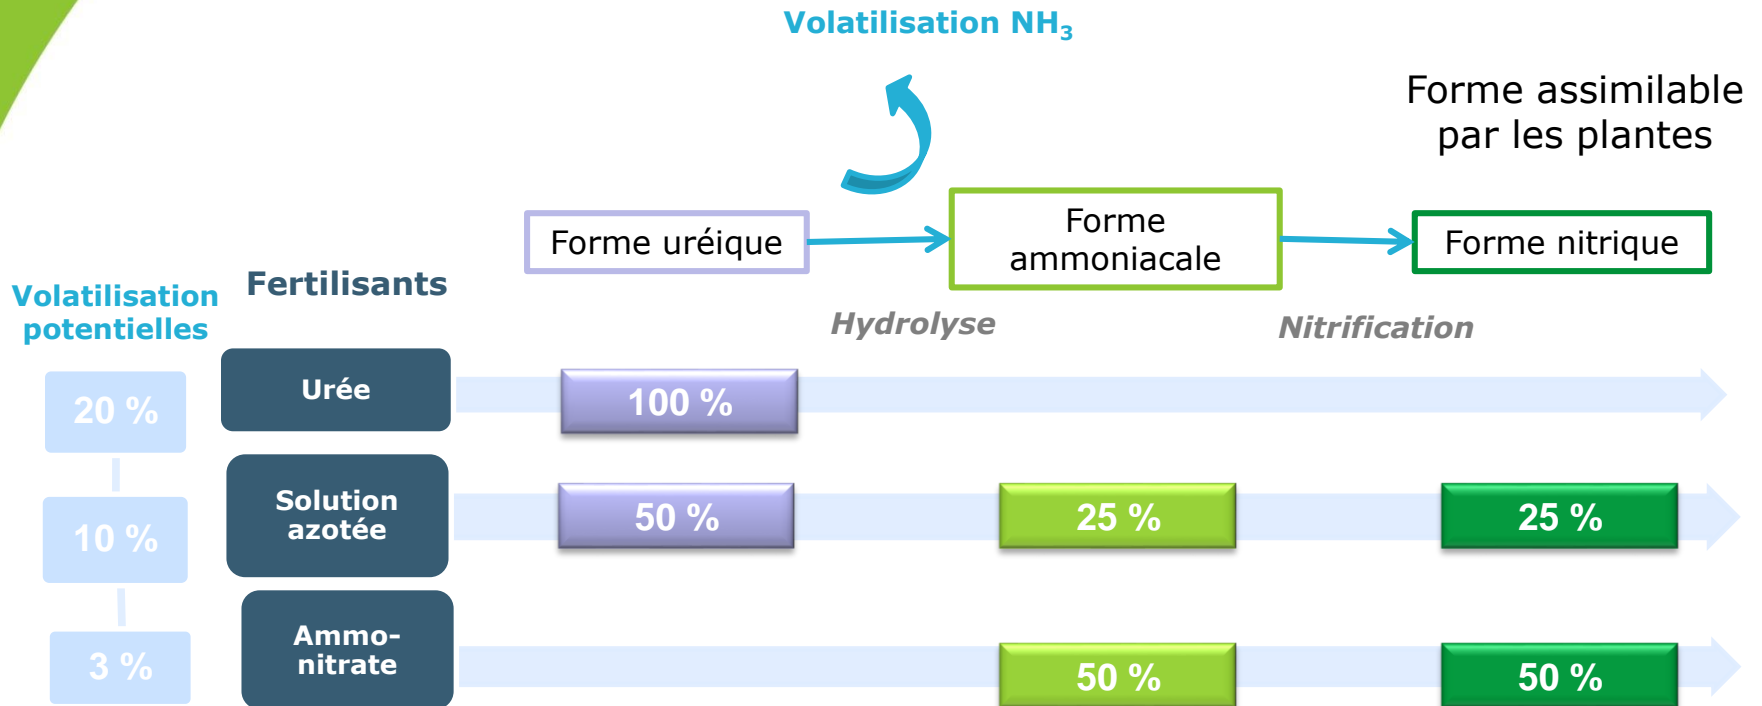 Volatilisation NH₃
Forme assimilable
par les plantes
Forme uréique
Forme
ammoniacale
Forme nitrique
Volatilisation
potentielles
Fertilisants
Hydrolyse
Nitrification
20 %
Urée
100 %
10 %
Solution
azotée
50 %
25 %
25 %
3 %
Ammo-
nitrate
50 %
50 %